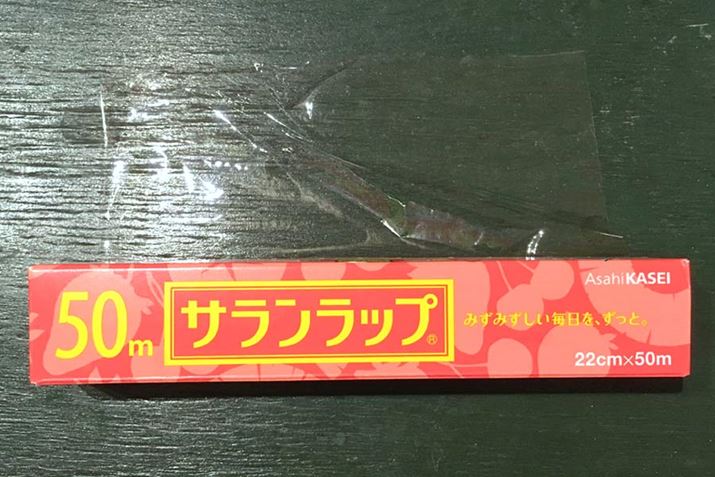 AsahiKASEI
50m
サランラップ®
みずみずしい毎日を、ずっと。
22cm×50m